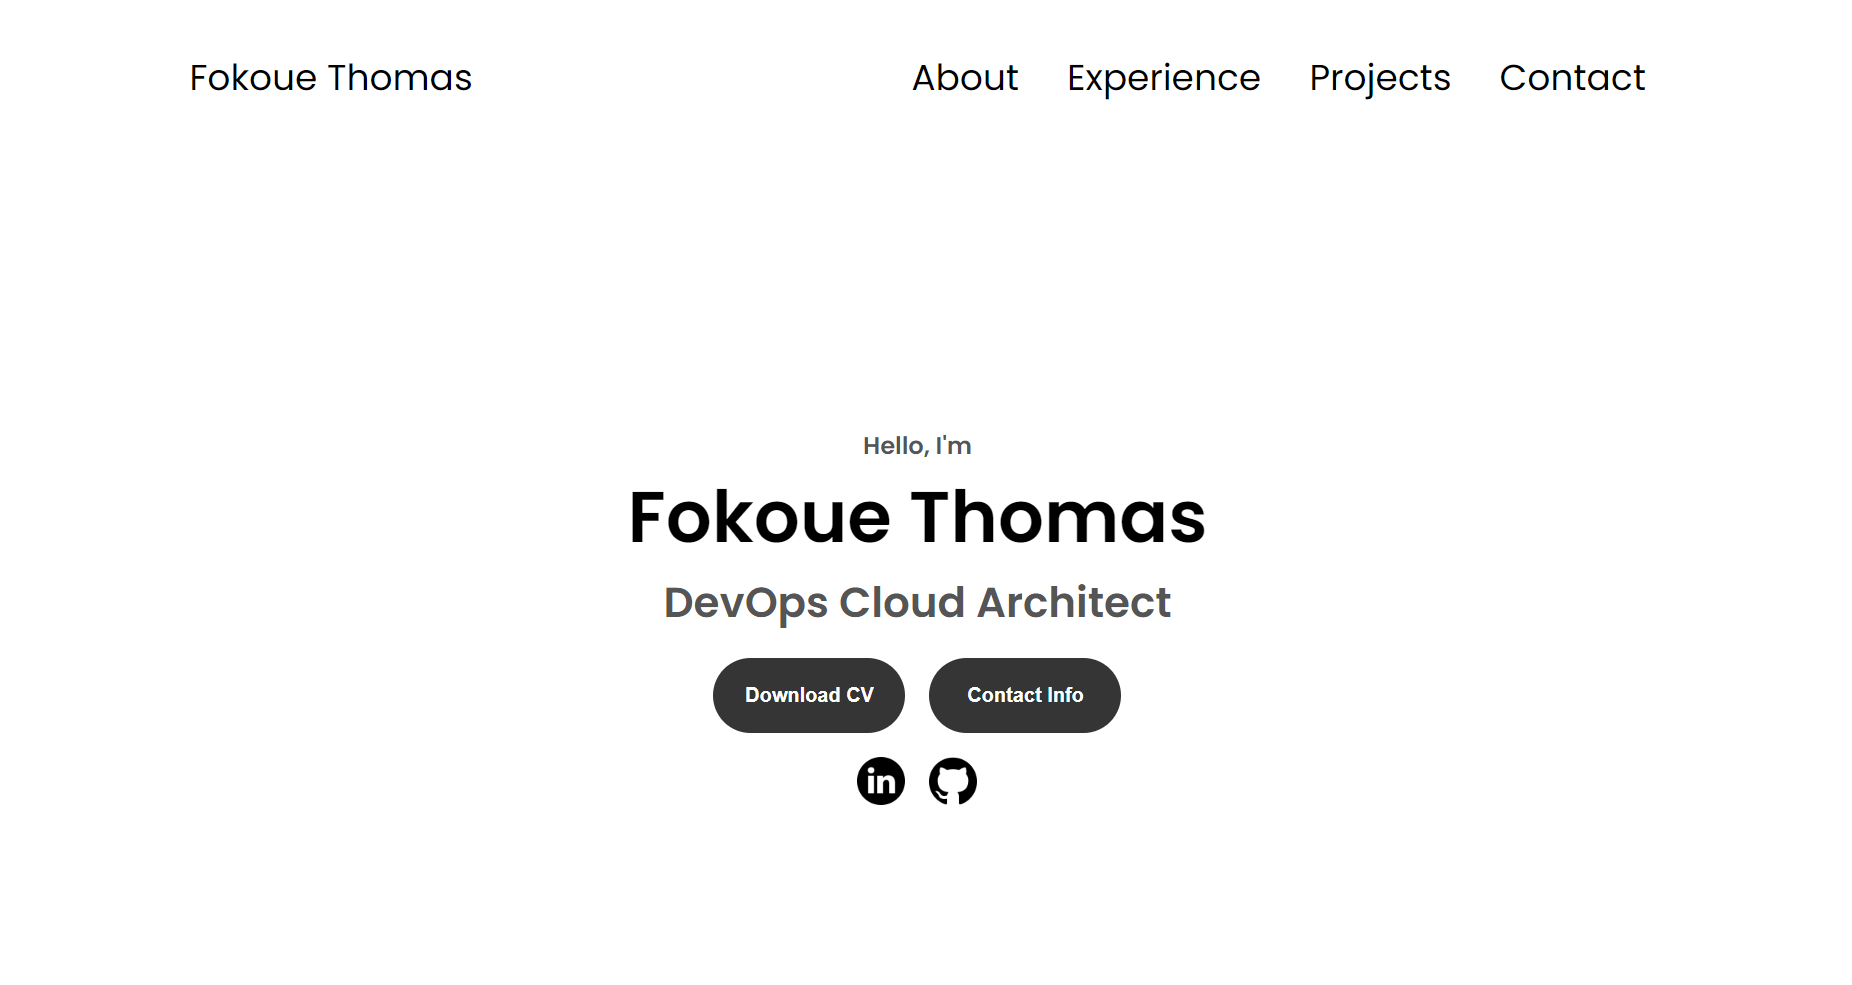 Fokoue Thomas About Experience Projects Contact
Hello, I'm
Fokoue Thomas
DevOps Cloud Architect
Download CV Contact Info
in